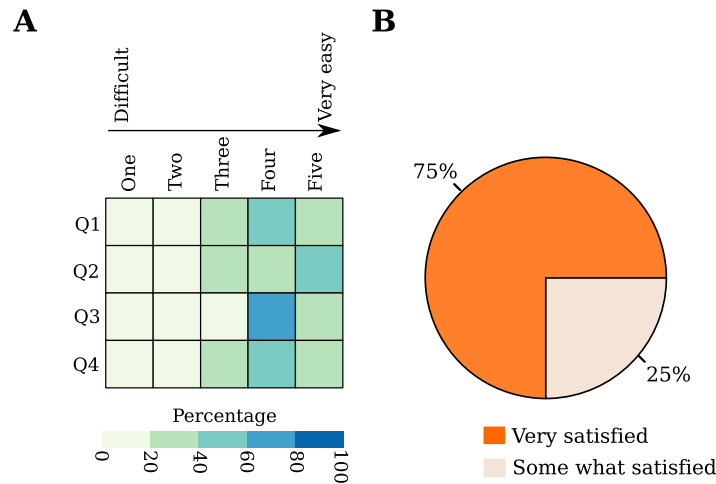 A
Difficult
Very easy
One
Two
Three
Four
Five
Q1
Q2
Q3
Q4
Percentage
0
20
40
60
80
100
B
75%
25%
Very satisfied
Some what satisfied